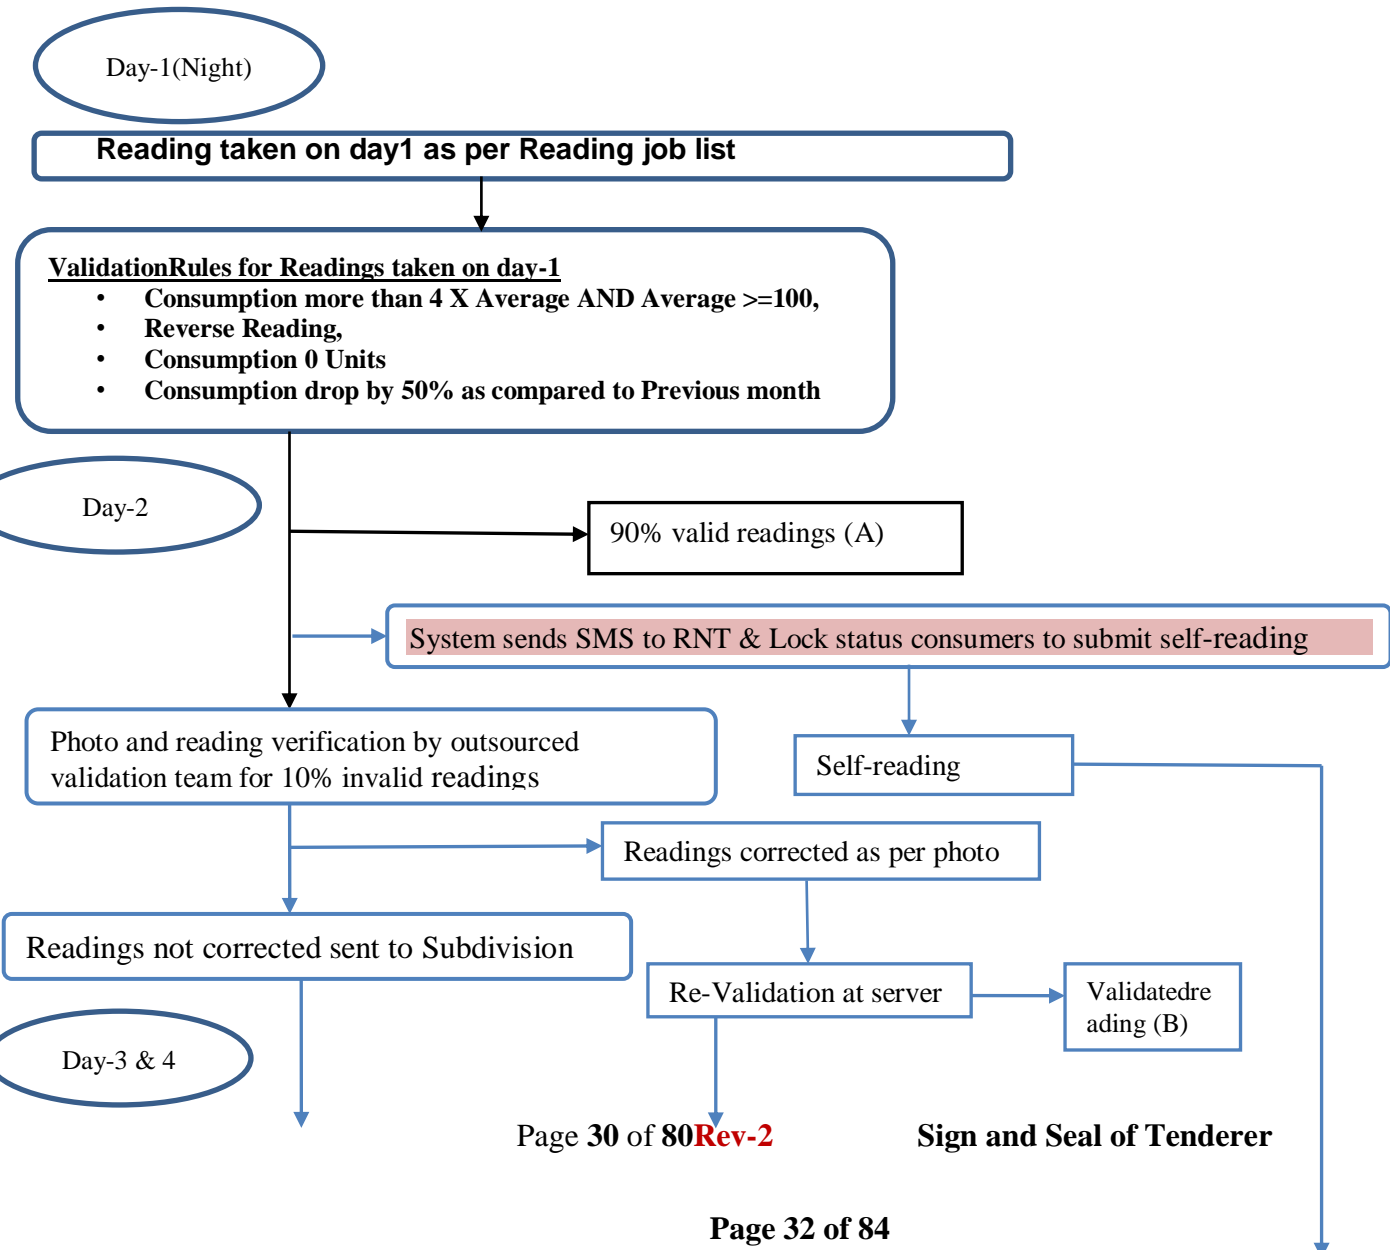 Day-1(Night)
Reading taken on day1 as per Reading job list
ValidationRules for Readings taken on day-1
• Consumption more than 4 X Average AND Average >=100,
• Reverse Reading,
• Consumption 0 Units
• Consumption drop by 50% as compared to Previous month
Day-2
90% valid readings (A)
System sends SMS to RNT & Lock status consumers to submit self-reading
Photo and reading verification by outsourced
validation team for 10% invalid readings
Self-reading
Readings corrected as per photo
Readings not corrected sent to Subdivision
Re-Validation at server
Validatedre
ading (B)
Day-3 & 4
Page 30 of 80Rev-2
Sign and Seal of Tenderer
Page 32 of 84